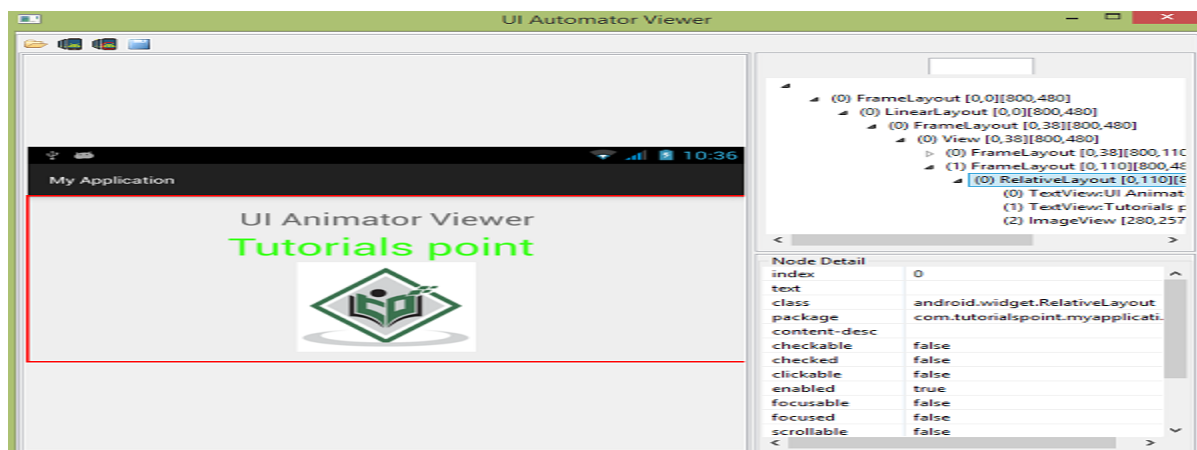 UI Automator Viewer
10:36
My Application
UI Animator Viewer
Tutorials point
(0) FrameLayout [0,0][800,480]
(0) LinearLayout [0,0][800,480]
(0) FrameLayout [0,38][800,480]
(0) View [0,38][800,480]
(0) FrameLayout [0,38][800,110
(1) FrameLayout [0,110][800,48
(0) RelativeLayout [0,110][8
(0) TextView:UI Animat
(1) TextView:Tutorials p
(2) ImageView [280,257
Node Detail
index 0
text
class android.widget.RelativeLayout
package com.tutorialspoint.myapplicati.
content-desc
checkable false
checked false
clickable false
enabled true
focusable false
focused false
scrollable false